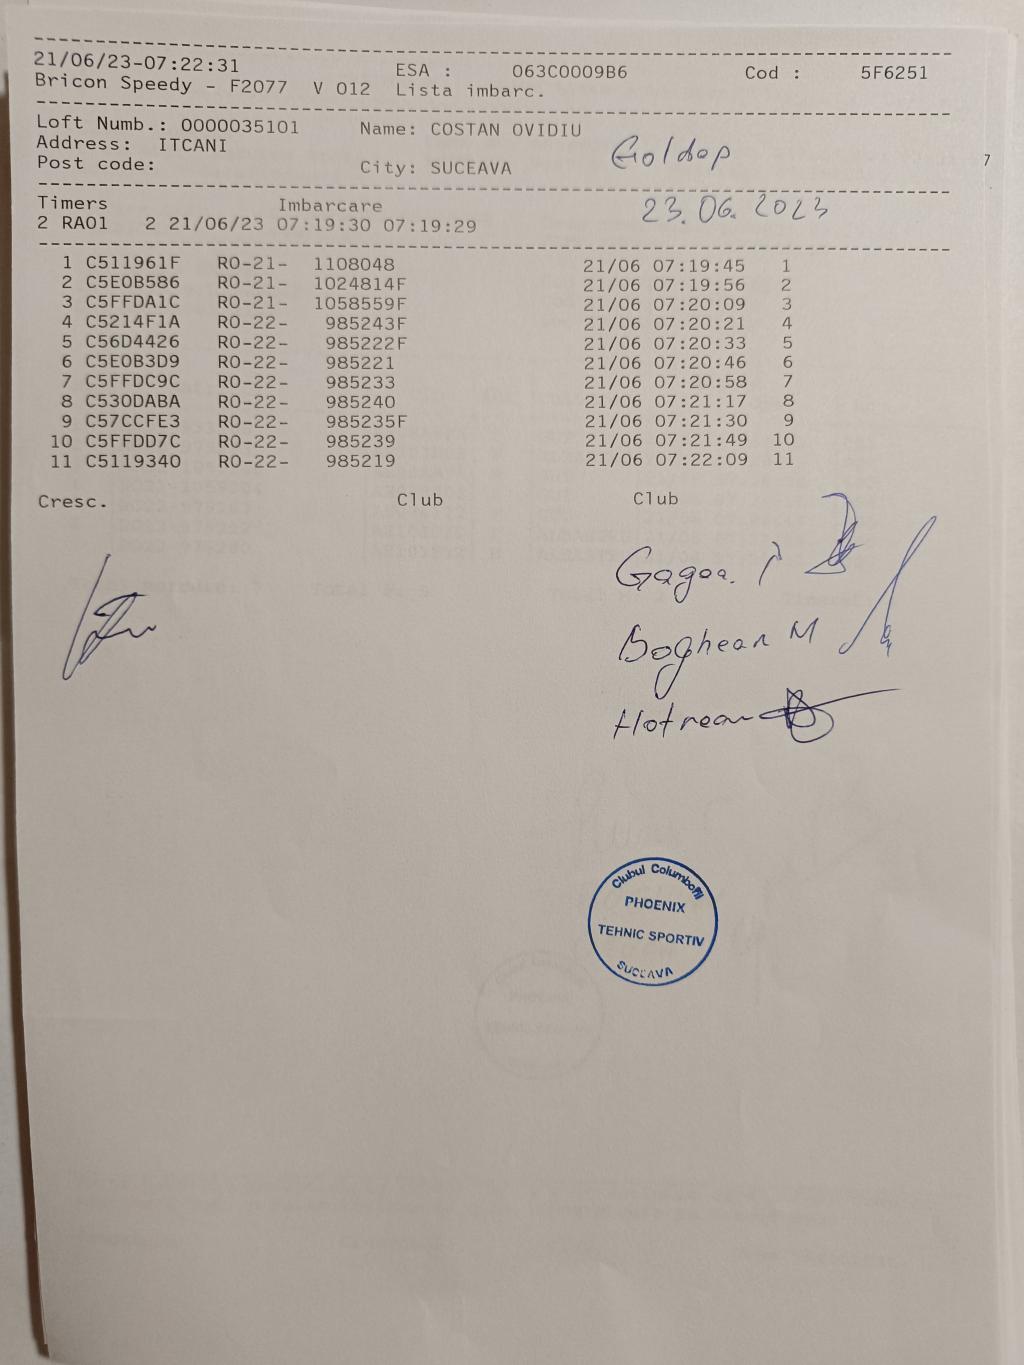 21/06/23-07:22:31 ESA : 063C0009B6 Cod : 5F6251
Bricon Speedy - F2077 V 012 Lista imbarc.
Loft Numb.: 0000035101 Name: COSTAN OVIDIU
Address: ITCANI
Goldap
7
Post code: City: SUCEAVA
Timers Imbarcare
23.06.2023
2 RA01 2 21/06/23 07:19:30 07:19:29
1 C511961F RO-21- 1108048 21/06 07:19:45 1
2 C5E0B586 RO-21- 1024814F 21/06 07:19:56 2
3 C5FFDA1C RO-21- 1058559F 21/06 07:20:09 3
4 C5214F1A RO-22- 985243F 21/06 07:20:21 4
5 C56D4426 RO-22- 985222F 21/06 07:20:33 5
6 C5E0B3D9 RO-22- 985221 21/06 07:20:46 6
7 C5FFDC9C RO-22- 985233 21/06 07:20:58 7
8 C530DABA RO-22- 985240 21/06 07:21:17 8
9 C57CCFE3 RO-22- 985235F 21/06 07:21:30 9
10 C5FFDD7C RO-22- 985239 21/06 07:21:49 10
11 C5119340 RO-22- 985219 21/06 07:22:09 11
Cresc. Club Club
Boghean M
Clubul Columbofil
PHOENIX
TEHNIC SPORTIV
SUCEAVA